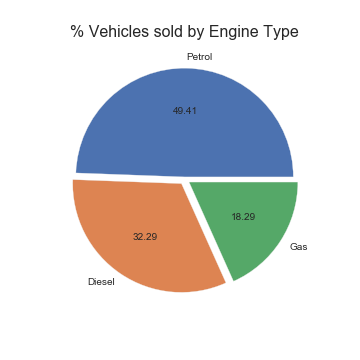 % Vehicles sold by Engine Type
Petrol
49.41
32.29
18.29
Gas
Diesel